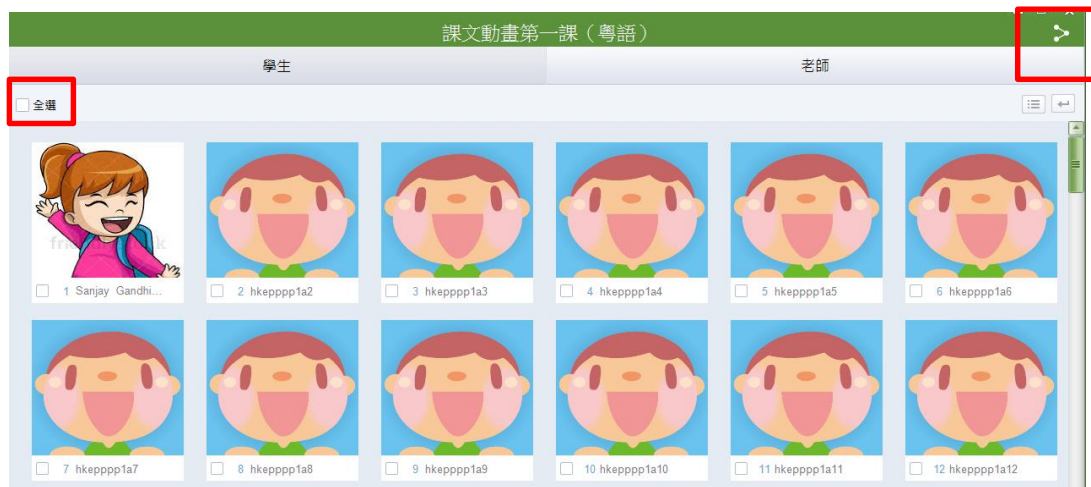 課文動畫第一課（粵語）
學生 老師
全選
1 Sanjay Gandhi...
2 hkepppp1a2
3 hkepppp1a3
4 hkepppp1a4
5 hkepppp1a5
6 hkepppp1a6
7 hkepppp1a7
8 hkepppp1a8
9 hkepppp1a9
10 hkepppp1a10
11 hkepppp1a11
12 hkepppp1a12